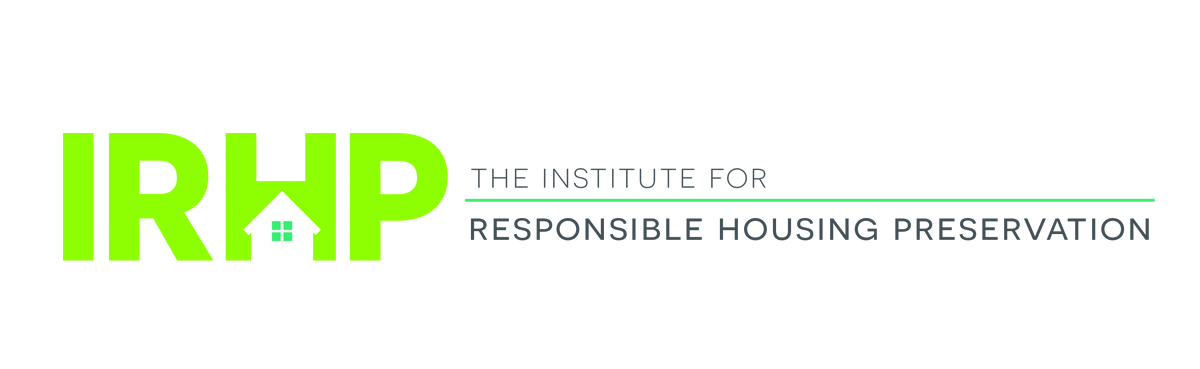 IRHP
THE INSTITUTE FOR
RESPONSIBLE HOUSING PRESERVATION